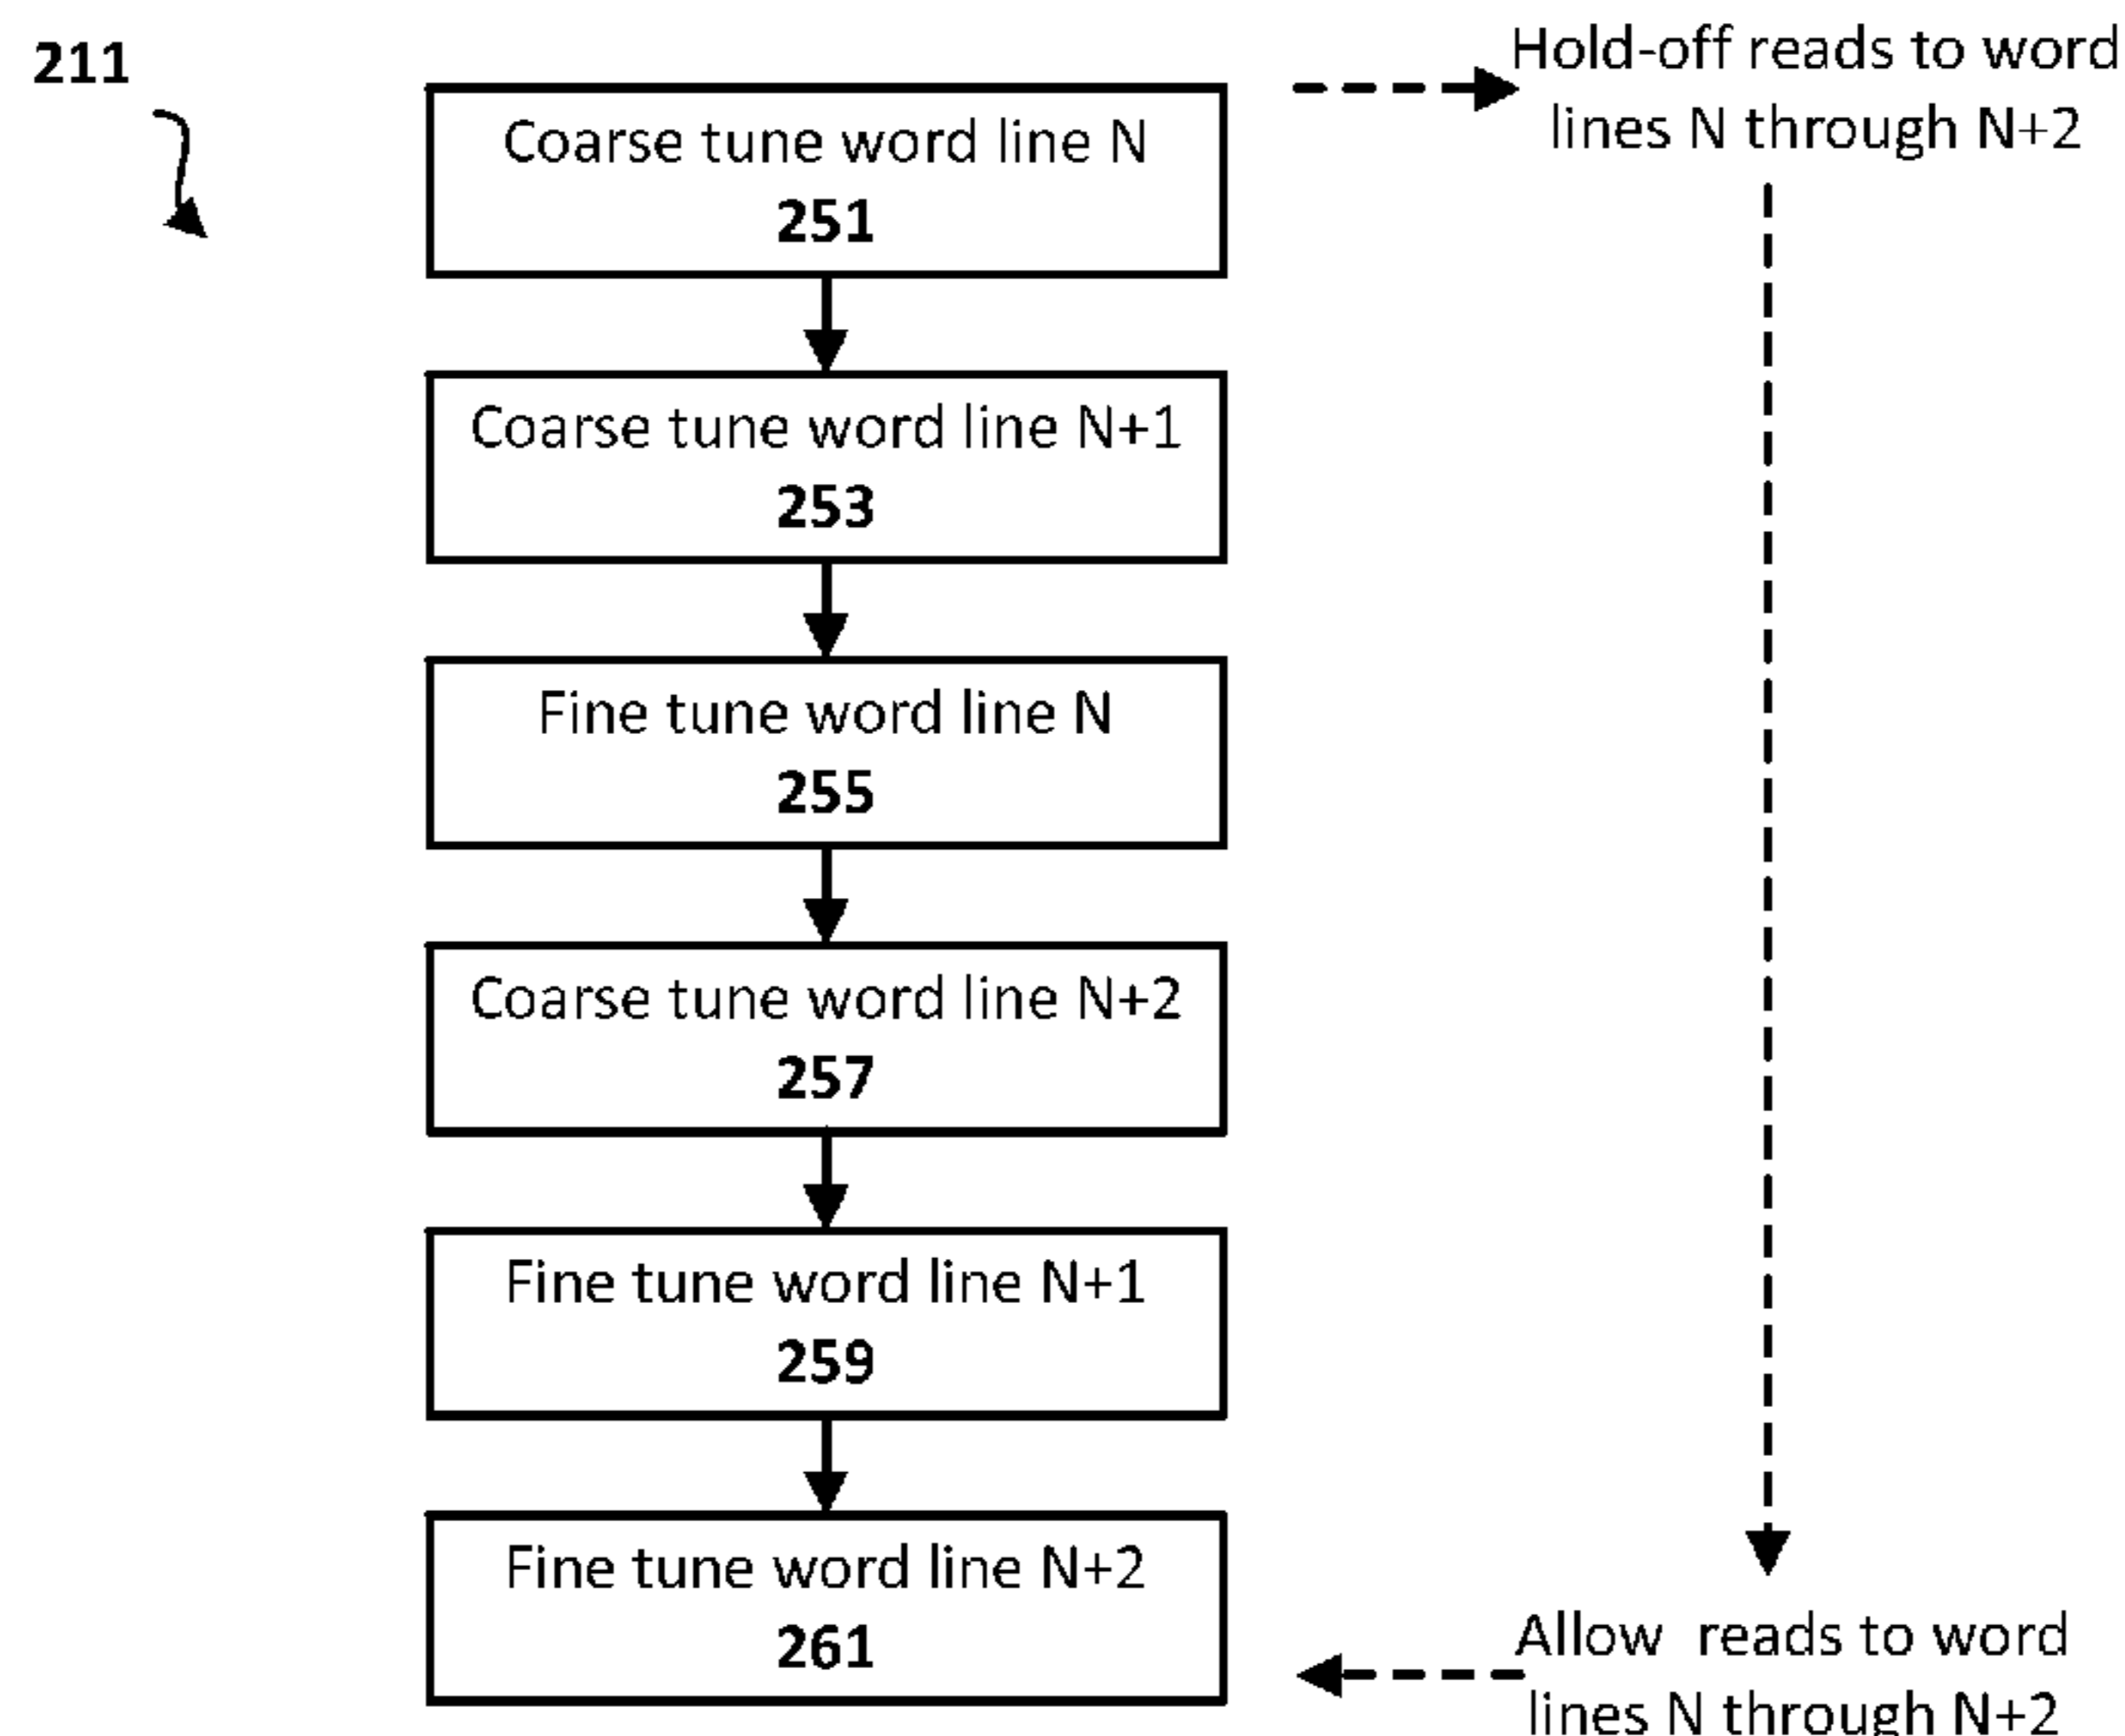 211
Hold-off reads to word
lines N through N+2
Coarse tune word line N
251
Coarse tune word line N+1
253
Fine tune word line N
255
Coarse tune word line N+2
257
Fine tune word line N+1
259
Fine tune word line N+2
261
Allow reads to word
lines N through N+2